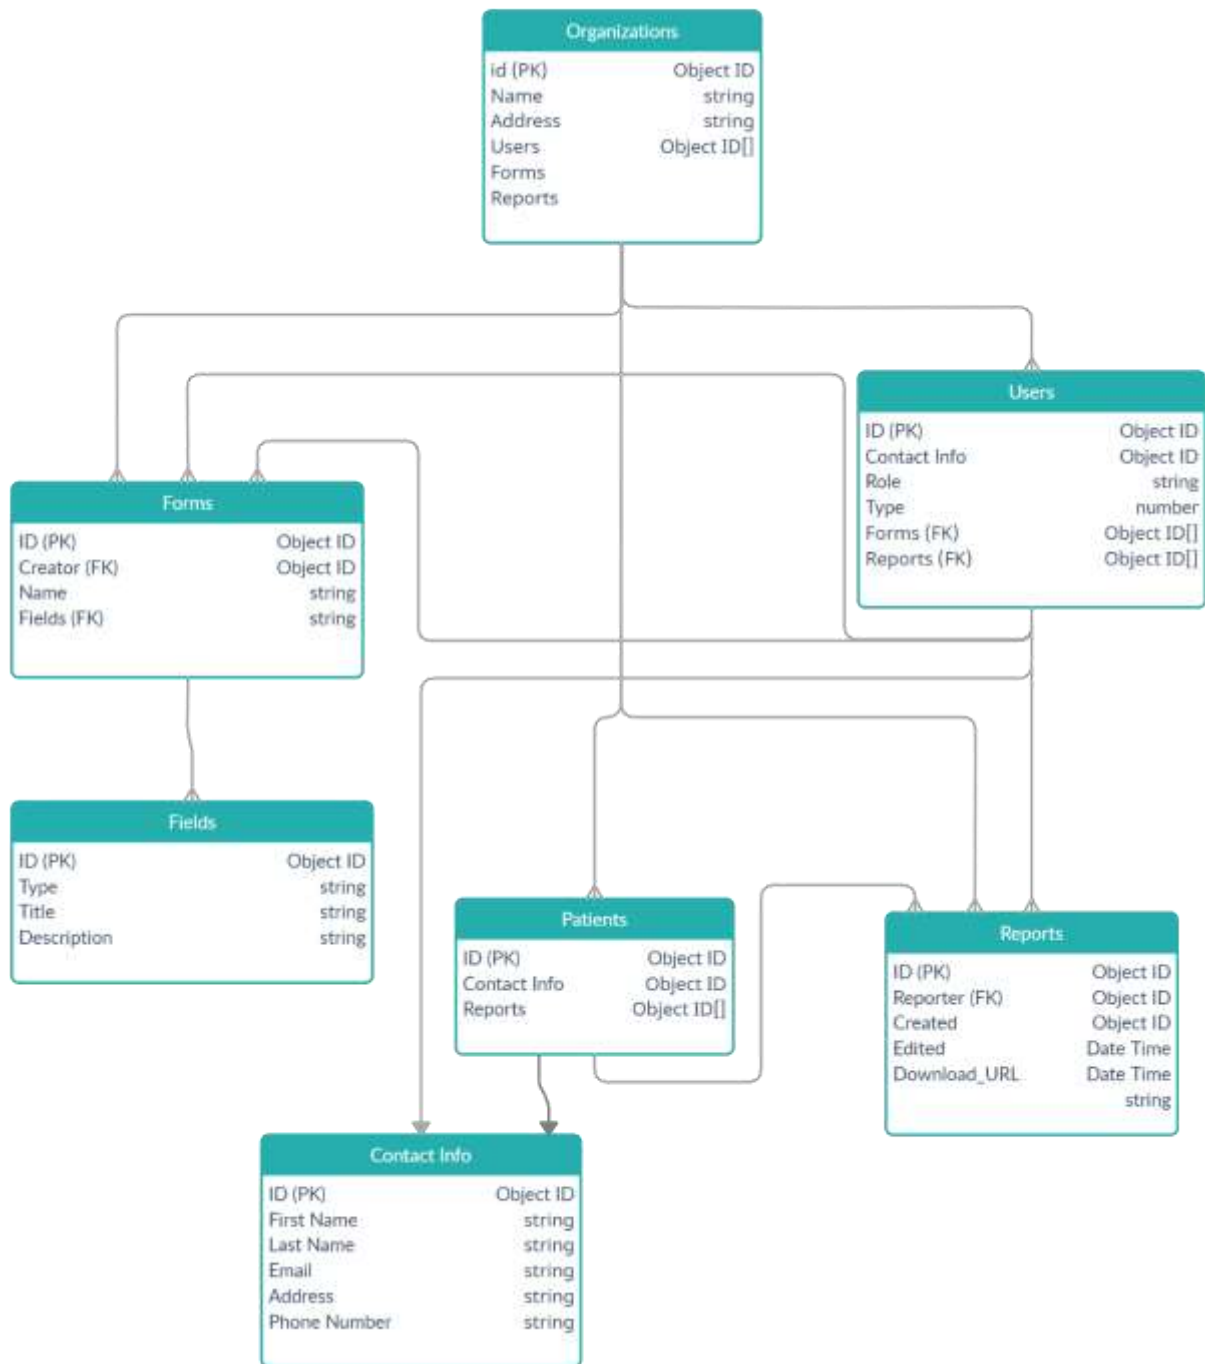 Organizations
id (PK) Object ID
Name string
Address string
Users Object ID[]
Forms
Reports
Users
ID (PK) Object ID
Contact Info Object ID
Role string
Type number
Forms (FK) Object ID[]
Reports (FK) Object ID[]
Forms
ID (PK) Object ID
Creator (FK) Object ID
Name string
Fields (FK) string
Fields
ID (PK) Object ID
Type string
Title string
Description string
Patients
ID (PK) Object ID
Contact Info Object ID
Reports Object ID[]
Reports
ID (PK) Object ID
Reporter (FK) Object ID
Created Object ID
Edited Date Time
Download_URL Date Time
string
Contact Info
ID (PK) Object ID
First Name string
Last Name string
Email string
Address string
Phone Number string